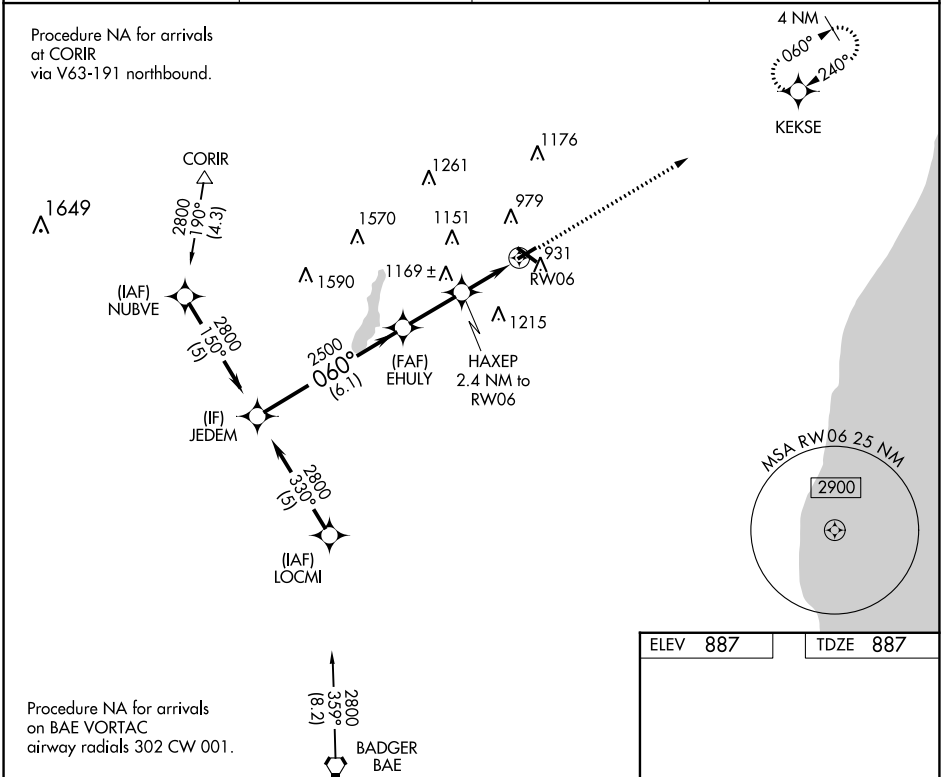 Procedure NA for arrivals
at CORIR
via V63-191 northbound.
4 NM
060°
240°
KEKSE
CORIR
2800
190°
(4.3)
1649
1261
1176
1570
1151
979
1590
1169 ±
931
RW06
1215
(IAF)
NUBVE
2800
150°
(5)
2500
060°
(6.1)
(FAF)
EHULY
HAXEP
2.4 NM to
RW06
(IF)
JEDEM
2800
330°
(5)
(IAF)
LOCMI
MSA RW06 25 NM
2900
ELEV 887
TDZE 887
2800
359°
(8.2)
BADGER
BAE
Procedure NA for arrivals
on BAE VORTAC
airway radials 302 CW 001.